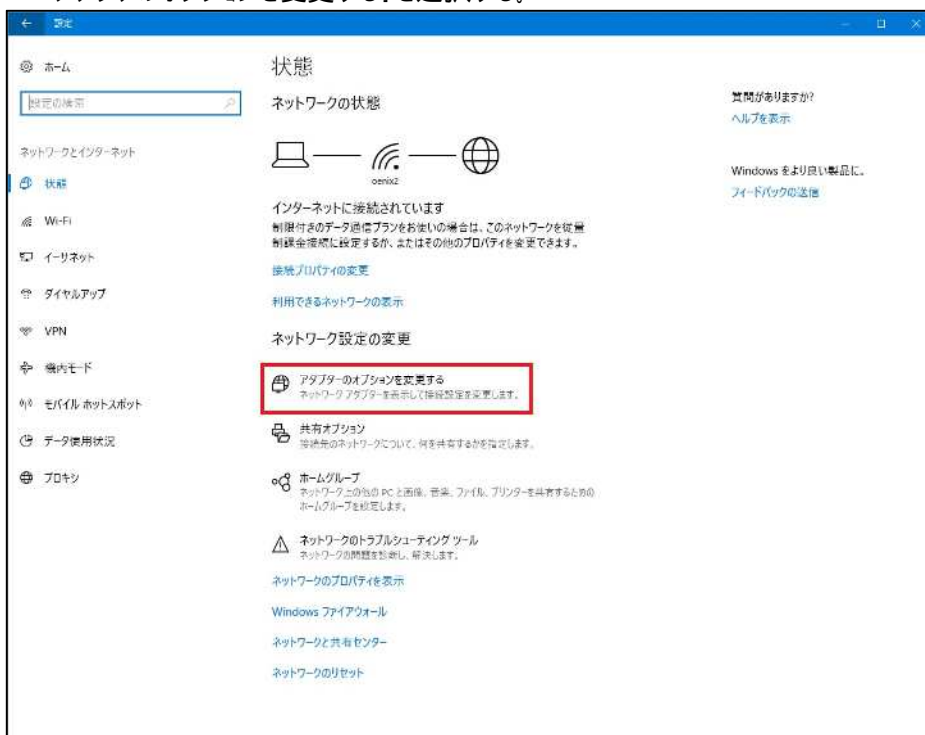 アダプターのオプションを変更する」を選択する。
設定
ホーム
設定の検索
ネットワークとインターネット
状態
Wi-Fi
イーサネット
ダイヤルアップ
VPN
機内モード
モバイル ホットスポット
データ使用状況
プロキシ
状態
ネットワークの状態
oenix2
インターネットに接続されています
制限付きのデータ通信プランをお使いの場合は、このネットワークを従量
制課金接続に設定するか、またはその他のプロパティを変更できます。
接続プロパティの変更
利用できるネットワークの表示
ネットワーク設定の変更
アダプターのオプションを変更する
ネットワーク アダプターを表示して接続設定を変更します。
共有オプション
接続先のネットワークについて、何を共有するかを指定します。
ホームグループ
ネットワーク上の他の PC と画像、音楽、ファイル、プリンターを共有するための
ホームグループを設定します。
ネットワークのトラブルシューティング ツール
ネットワークの問題を診断し、解決します。
ネットワークのプロパティを表示
Windows ファイアウォール
ネットワークと共有センター
ネットワークのリセット
質問がありますか?
ヘルプを表示
Windows をより良い製品に。
フィードバックの送信